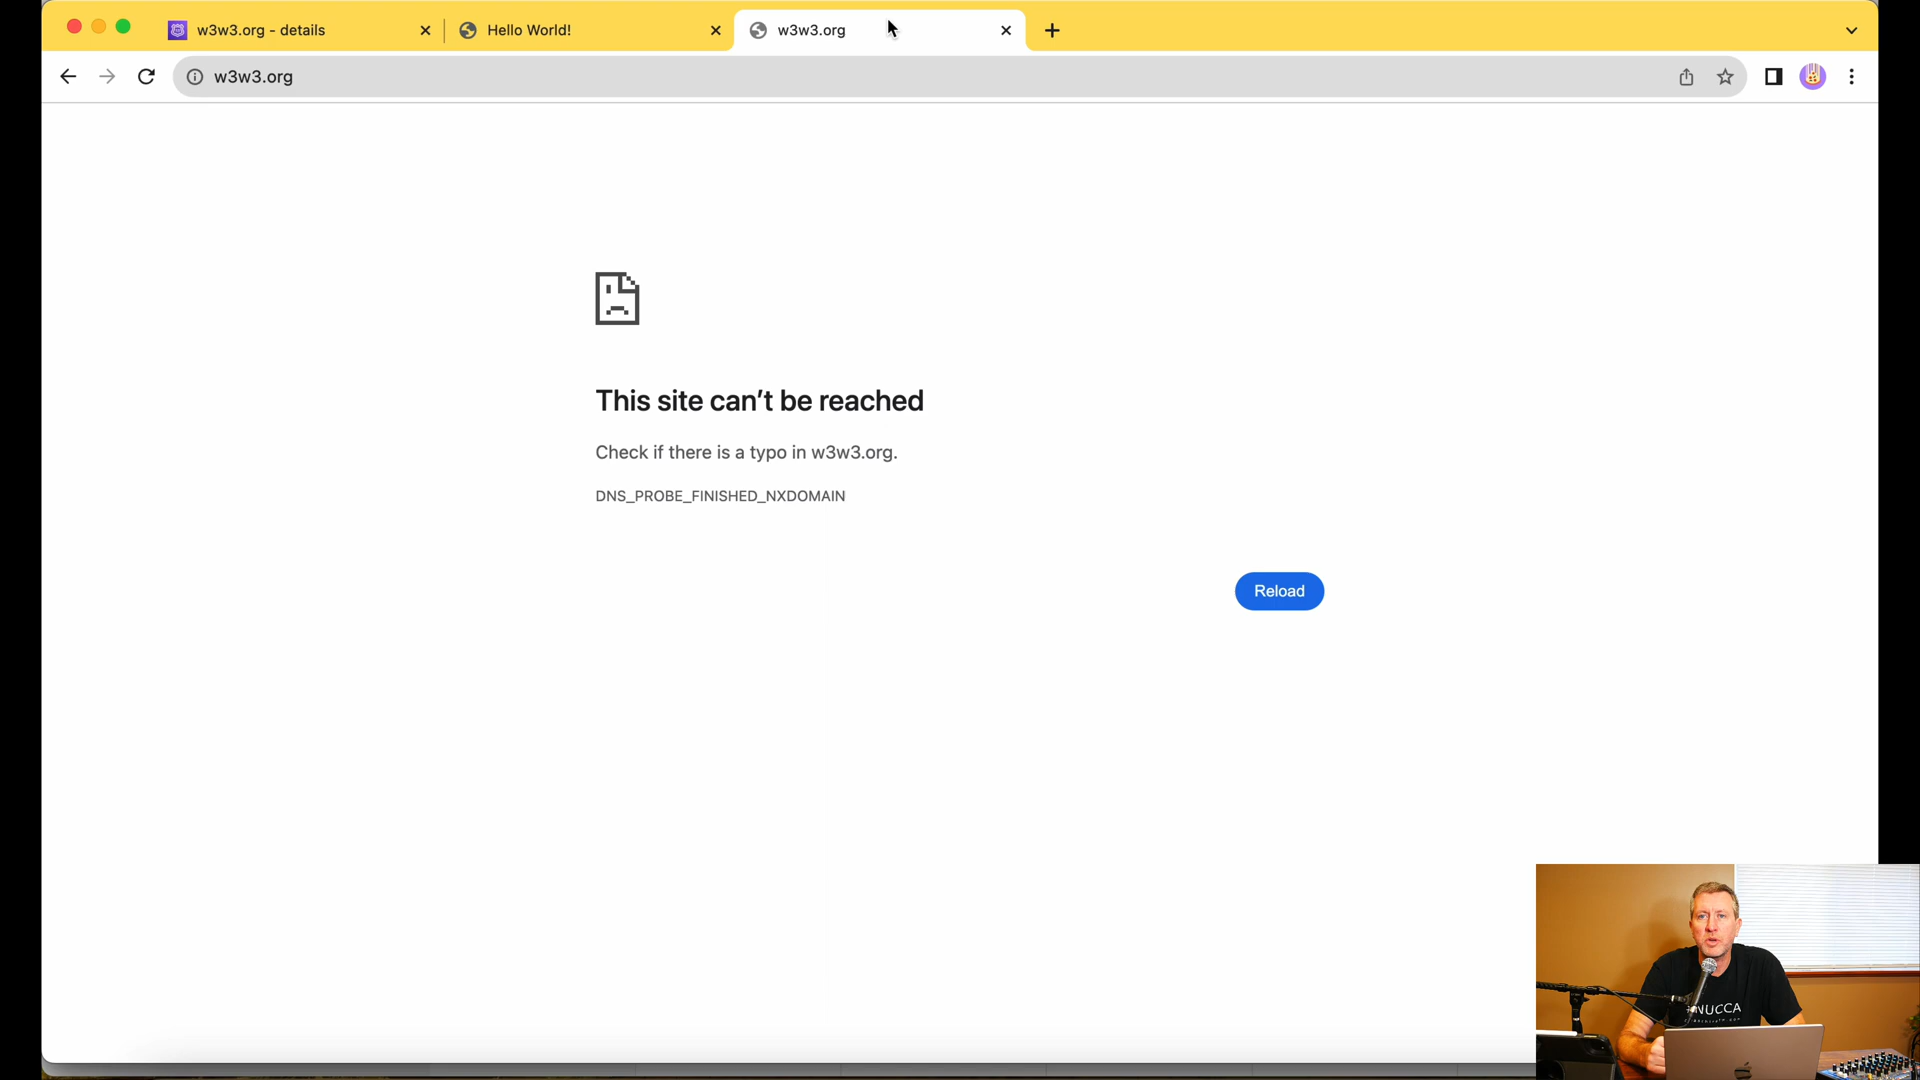 w3w3.org - details
Hello World!
w3w3.org
w3w3.org
This site can't be reached
Check if there is a typo in w3w3.org.
DNS_PROBE_FINISHED_NXDOMAIN
Reload